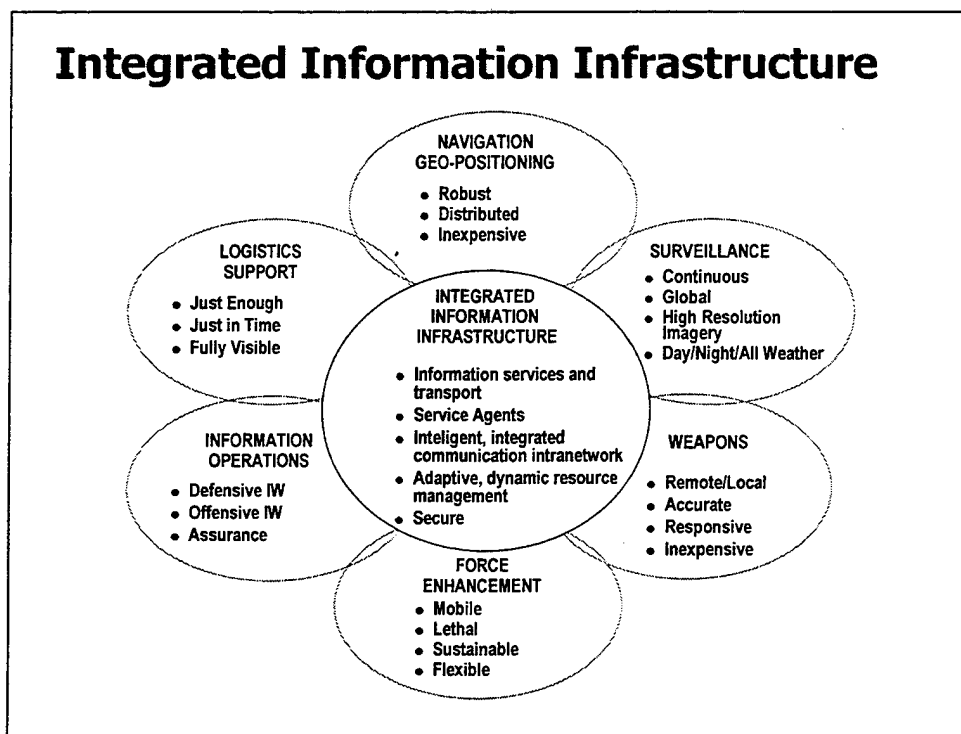 Integrated Information Infrastructure
NAVIGATION
GEO-POSITIONING
• Robust
• Distributed
• Inexpensive
LOGISTICS
SUPPORT
• Just Enough
• Just in Time
• Fully Visible
SURVEILLANCE
• Continuous
• Global
• High Resolution
Imagery
• Day/Night/All Weather
INTEGRATED
INFORMATION
INFRASTRUCTURE
• Information services and
transport
• Service Agents
• Inteligent, integrated
communication intranetwork
• Adaptive, dynamic resource
management
• Secure
INFORMATION
OPERATIONS
• Defensive IW
• Offensive IW
• Assurance
WEAPONS
• Remote/Local
• Accurate
• Responsive
• Inexpensive
FORCE
ENHANCEMENT
• Mobile
• Lethal
• Sustainable
• Flexible